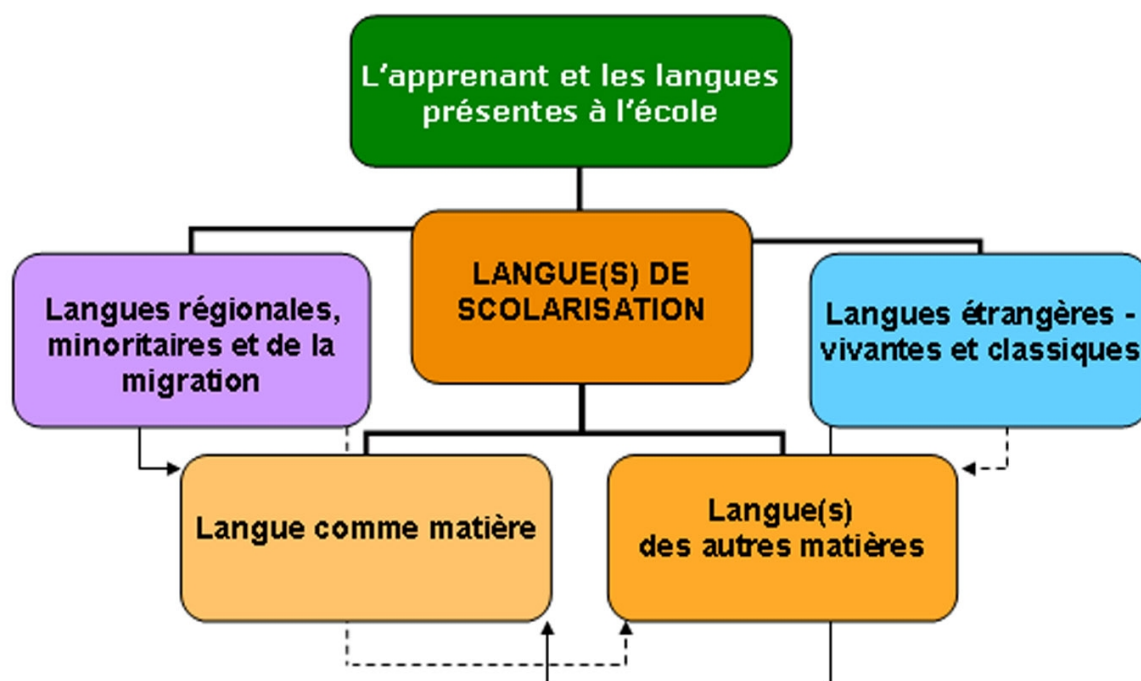 L'apprenant et les langues
présentes à l'école
LANGUE(S) DE
SCOLARISATION
Langues régionales,
minoritaires et de la
migration
Langues étrangères -
vivantes et classiques
Langue comme matière
Langue(s)
des autres matières